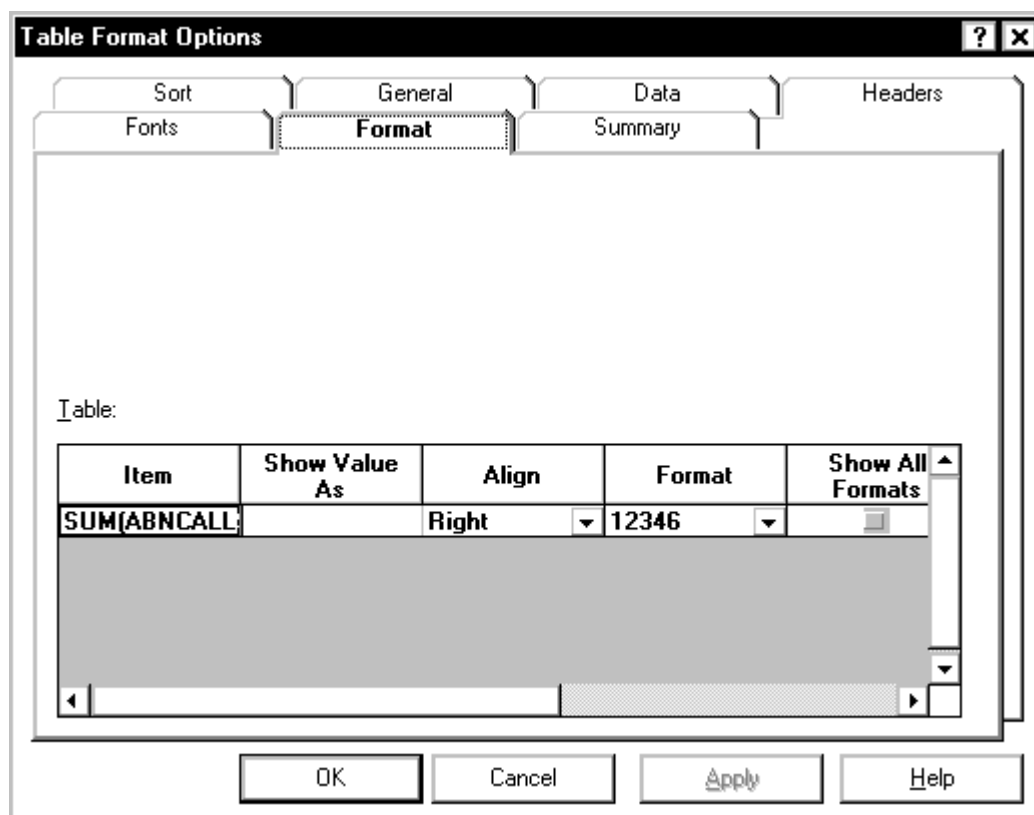 Table Format Options ? X
Sort General Data Headers
Fonts Format Summary
Table:
Item Show Value As Align Format Show All Formats
SUM(ABNCALL Right 12346
OK Cancel Apply Help